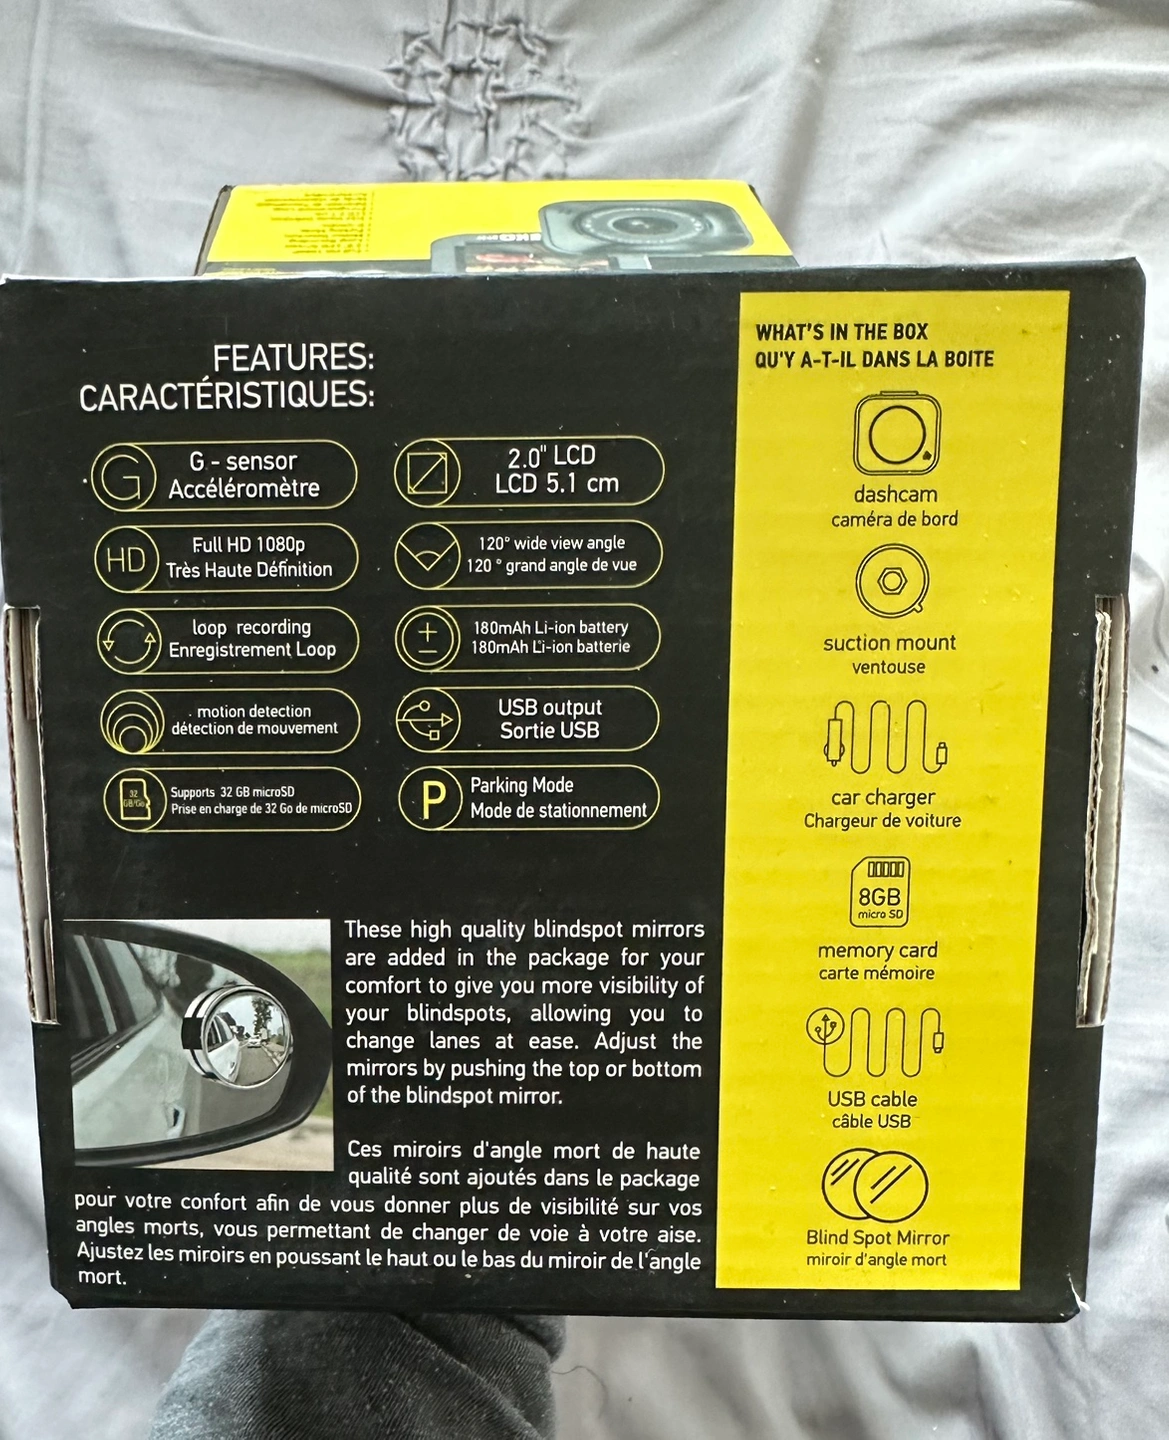 FEATURES:
CARACTÉRISTIQUES:
G - sensor
Accéléromètre
2.0" LCD
LCD 5.1 cm
HD
Full HD 1080p
Très Haute Définition
120° wide view angle
120 ° grand angle de vue
loop recording
Enregistrement Loop
180mAh Li-ion battery
180mAh Li-ion batterie
motion detection
détection de mouvement
USB output
Sortie USB
32
GB/Go
Supports 32 GB microSD
Prise en charge de 32 Go de microSD
P
Parking Mode
Mode de stationnement
These high quality blindspot mirrors
are added in the package for your
comfort to give you more visibility of
your blindspots, allowing you to
change lanes at ease. Adjust the
mirrors by pushing the top or bottom
of the blindspot mirror.
Ces miroirs d'angle mort de haute
qualité sont ajoutés dans le package
pour votre confort afin de vous donner plus de visibilité sur vos
angles morts, vous permettant de changer de voie à votre aise.
Ajustez les miroirs en poussant le haut ou le bas du miroir de l'angle
mort.
WHAT'S IN THE BOX
QU'Y A-T-IL DANS LA BOITE
dashcam
caméra de bord
suction mount
ventouse
car charger
Chargeur de voiture
8GB
micro SD
memory card
carte mémoire
USB cable
câble USB
Blind Spot Mirror
miroir d'angle mort